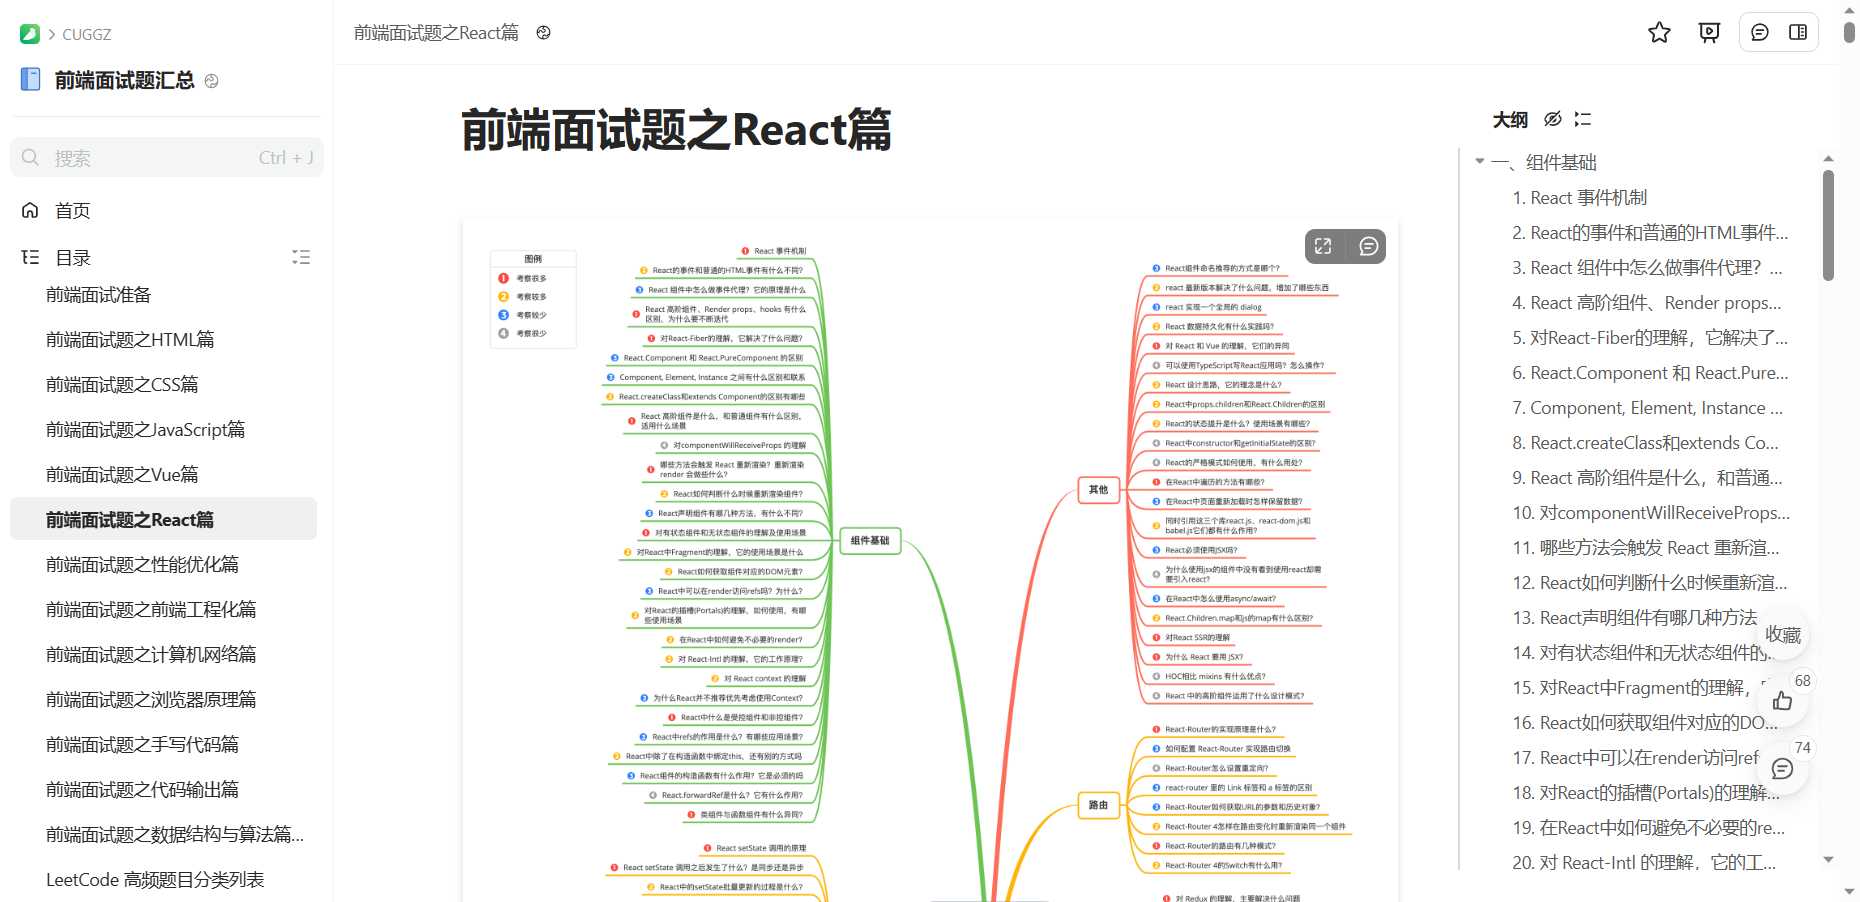 CUGGZ
前端面试题汇总
搜索
Ctrl + J
首页
目录
前端面试准备
前端面试题之HTML篇
前端面试题之CSS篇
前端面试题之JavaScript篇
前端面试题之Vue篇
前端面试题之React篇
前端面试题之性能优化篇
前端面试题之前端工程化篇
前端面试题之计算机网络篇
前端面试题之浏览器原理篇
前端面试题之手写代码篇
前端面试题之代码输出篇
前端面试题之数据结构与算法篇...
LeetCode 高频题目分类列表
前端面试题之React篇
前端面试题之React篇
图例
1 考察很多
2 考察较多
3 考察较少
4 考察很少
React 事件机制
React的事件和普通的HTML事件有什么不同?
React 组件中怎么做事件代理？它的原理是什么
React 高阶组件、Render props、hooks 有什么
区别，为什么要不断迭代
对React-Fiber的理解，它解决了什么问题？
React.Component 和 React.PureComponent 的区别
Component, Element, Instance 之间有什么区别和联系
React.createClass和extends Component的区别有哪些
React 高阶组件是什么，和普通组件有什么区别，
适用什么场景
对componentWillReceiveProps 的理解
哪些方法会触发 React 重新渲染？重新渲染
render 会做些什么？
React如何判断什么时候重新渲染组件？
React声明组件有哪几种方法，有什么不同？
对有状态组件和无状态组件的理解及使用场景
对React中Fragment的理解，它的使用场景是什么
React如何获取组件对应的DOM元素？
React中可以在render访问refs吗？为什么？
对React的插槽(Portals)的理解，如何使用，有哪
些使用场景
在React中如何避免不必要的render?
对 React-Intl 的理解，它的工作原理？
对 React context 的理解
为什么React并不推荐优先考虑使用Context?
React中什么是受控组件和非控组件？
React中refs的作用是什么？有哪些应用场景？
React中除了在构造函数中绑定this，还有别的方式吗
React组件的构造函数有什么作用？它是必须的吗
React.forwardRef是什么？它有什么作用？
类组件与函数组件有什么异同？
组件基础
React setState 调用的原理
React setState 调用之后发生了什么？是同步还是异步
React中的setState批量更新的过程是什么？
React组件命名推荐的方式是哪个？
react 最新版本解决了什么问题，增加了哪些东西
react 实现一个全局的 dialog
React 数据持久化有什么实践吗？
对 React 和 Vue 的理解，它们的异同
可以使用TypeScript写React应用吗？怎么操作？
React 设计思路，它的理念是什么？
React中props.children和React.Children的区别
React的状态提升是什么？使用场景有哪些？
React中constructor和getInitialState的区别?
React的严格模式如何使用，有什么用处？
在React中遍历的方法有哪些？
在React中页面重新加载时怎样保留数据？
同时引用这三个库react.js、react-dom.js和
babel.js它们都有什么作用？
React必须使用JSX吗？
为什么使用jsx的组件中没有看到使用react却需
要引入react?
在React中怎么使用async/await?
React.Children.map和js的map有什么区别？
对React SSR的理解
为什么 React 要用 JSX?
HOC相比 mixins 有什么优点？
React 中的高阶组件运用了什么设计模式？
其他
React-Router的实现原理是什么？
如何配置 React-Router 实现路由切换
React-Router怎么设置重定向？
react-router 里的 Link 标签和 a 标签的区别
React-Router如何获取URL的参数和历史对象？
React-Router 4怎样在路由变化时重新渲染同一个组件
React-Router的路由有几种模式？
React-Router 4的Switch有什么用？
路由
对 Redux 的理解，主要解决什么问题
大纲
一、组件基础
1. React 事件机制
2. React的事件和普通的HTML事件...
3. React 组件中怎么做事件代理？...
4. React 高阶组件、Render props...
5. 对React-Fiber的理解，它解决了...
6. React.Component 和 React.Pure...
7. Component, Element, Instance ...
8. React.createClass和extends Co...
9. React 高阶组件是什么，和普通...
10. 对componentWillReceiveProps...
11. 哪些方法会触发 React 重新渲...
12. React如何判断什么时候重新渲...
13. React声明组件有哪几种方法
14. 对有状态组件和无状态组件的...
15. 对React中Fragment的理解，
16. React如何获取组件对应的DO...
17. React中可以在render访问ref
18. 对React的插槽(Portals)的理解...
19. 在React中如何避免不必要的re...
20. 对 React-Intl 的理解，它的工...
收藏
68
74